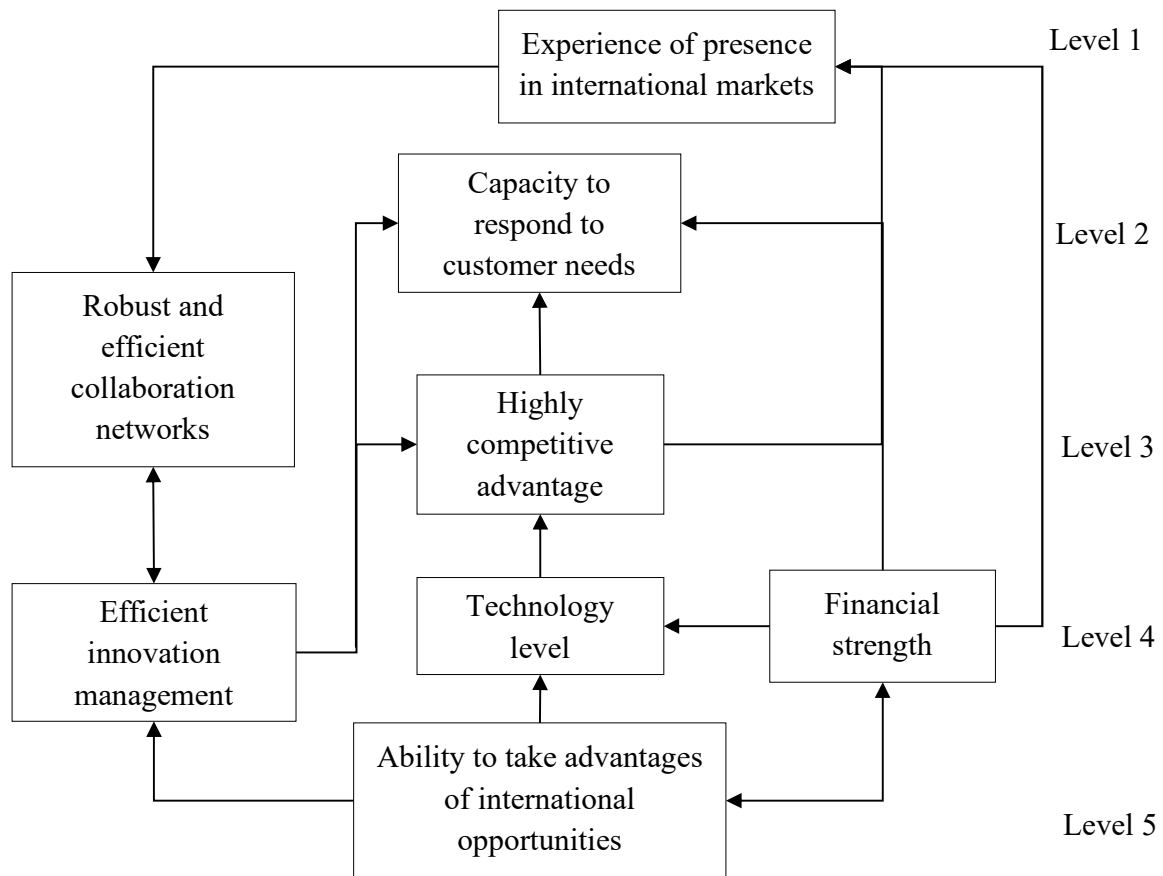 Experience of presence
in international markets
Level 1
Capacity to
respond to
customer needs
Level 2
Robust and
efficient
collaboration
networks
Highly
competitive
advantage
Level 3
Efficient
innovation
management
Technology
level
Financial
strength
Level 4
Ability to take advantages
of international
opportunities
Level 5